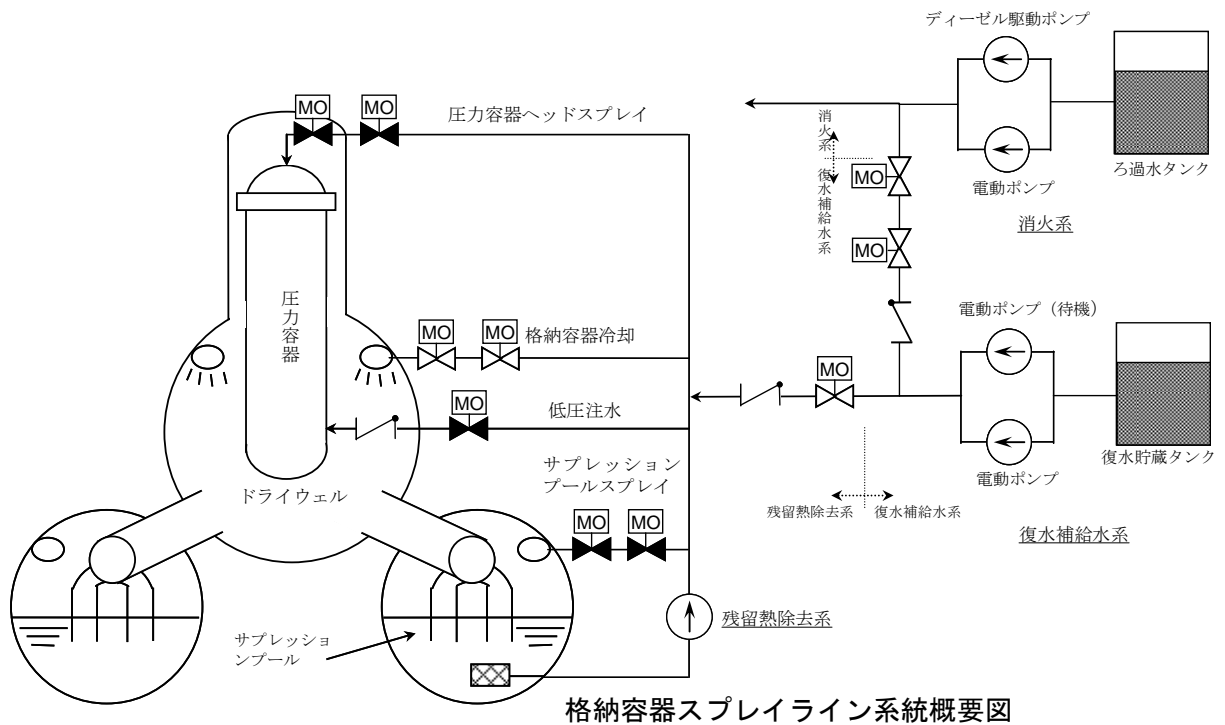 ディーゼル駆動ポンプ
MO
MO
圧力容器ヘッドスプレイ
消火系
復水補給水系
MO
電動ポンプ
ろ過水タンク
消火系
MO
圧力容器
MO
MO
格納容器冷却
電動ポンプ（待機）
MO
MO
低圧注水
サプレッション
プールスプレイ
電動ポンプ
復水貯蔵タンク
ドライウェル
MO
MO
残留熱除去系
復水補給水系
復水補給水系
残留熱除去系
サプレッショ
ンプール
格納容器スプレイライン系統概要図